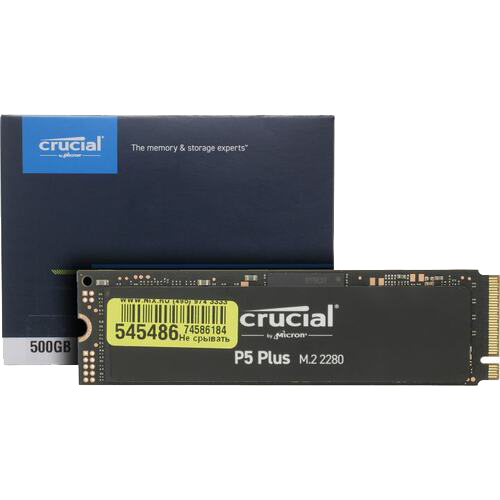 crucial
by Micron
The memory & storage experts™
500GB
www.nix.ru (495) 974 3333
545486
74586184
Не срывать
crucial
by Micron
P5 Plus M.2 2280